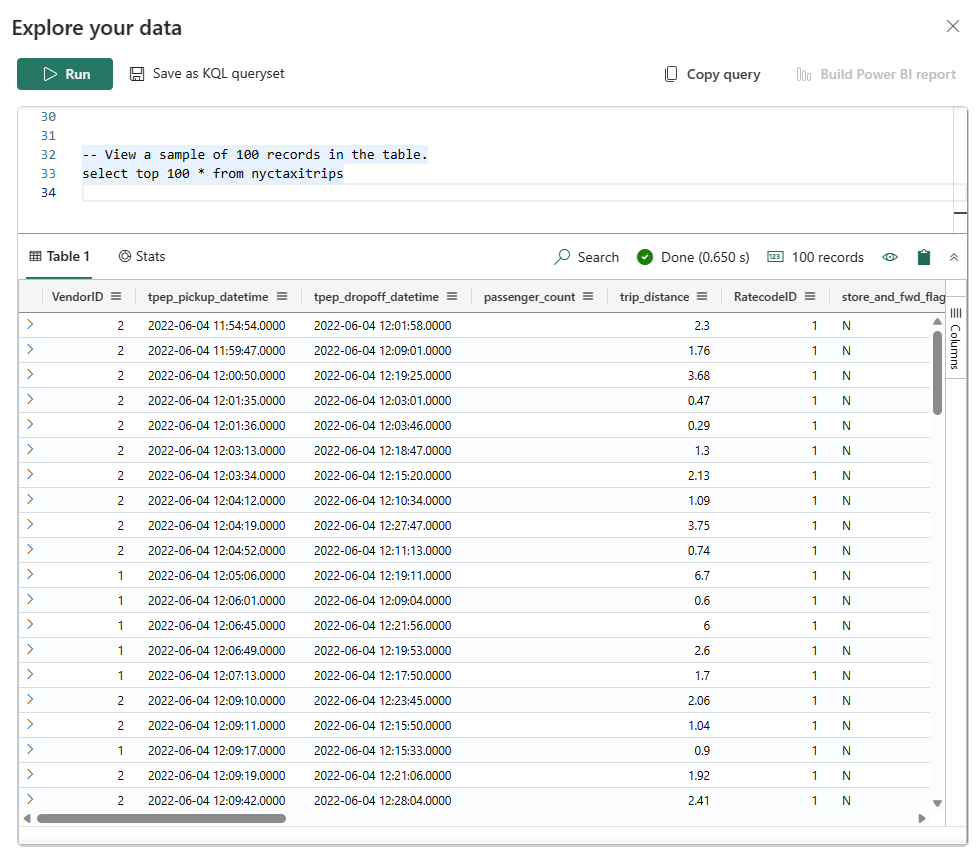 Explore your data
Run Save as KQL queryset Copy query Build Power BI report
30
31
32 -- View a sample of 100 records in the table.
33 select top 100 * from nyctaxitrips
34
Table 1 Stats Search Done (0.650 s) 123 100 records
VendorID tpep_pickup_datetime tpep_dropoff_datetime passenger_count trip_distance RatecodeID store_and_fwd_flag
Columns
2 2022-06-04 11:54:54.0000 2022-06-04 12:01:58.0000 2.3 1 N
2 2022-06-04 11:59:47.0000 2022-06-04 12:09:01.0000 1.76 1 N
2 2022-06-04 12:00:50.0000 2022-06-04 12:19:25.0000 3.68 1 N
2 2022-06-04 12:01:35.0000 2022-06-04 12:03:01.0000 0.47 1 N
2 2022-06-04 12:01:36.0000 2022-06-04 12:03:46.0000 0.29 1 N
2 2022-06-04 12:03:13.0000 2022-06-04 12:18:47.0000 1.3 1 N
2 2022-06-04 12:03:34.0000 2022-06-04 12:15:20.0000 2.13 1 N
2 2022-06-04 12:04:12.0000 2022-06-04 12:10:34.0000 1.09 1 N
2 2022-06-04 12:04:19.0000 2022-06-04 12:27:47.0000 3.75 1 N
2 2022-06-04 12:04:52.0000 2022-06-04 12:11:13.0000 0.74 1 N
1 2022-06-04 12:05:06.0000 2022-06-04 12:19:11.0000 6.7 1 N
1 2022-06-04 12:06:01.0000 2022-06-04 12:09:04.0000 0.6 1 N
1 2022-06-04 12:06:45.0000 2022-06-04 12:21:56.0000 6 1 N
1 2022-06-04 12:06:49.0000 2022-06-04 12:19:53.0000 2.6 1 N
1 2022-06-04 12:07:13.0000 2022-06-04 12:17:50.0000 1.7 1 N
2 2022-06-04 12:09:10.0000 2022-06-04 12:23:45.0000 2.06 1 N
2 2022-06-04 12:09:11.0000 2022-06-04 12:15:50.0000 1.04 1 N
1 2022-06-04 12:09:17.0000 2022-06-04 12:15:33.0000 0.9 1 N
2 2022-06-04 12:09:19.0000 2022-06-04 12:21:06.0000 1.92 1 N
2 2022-06-04 12:09:42.0000 2022-06-04 12:28:04.0000 2.41 1 N